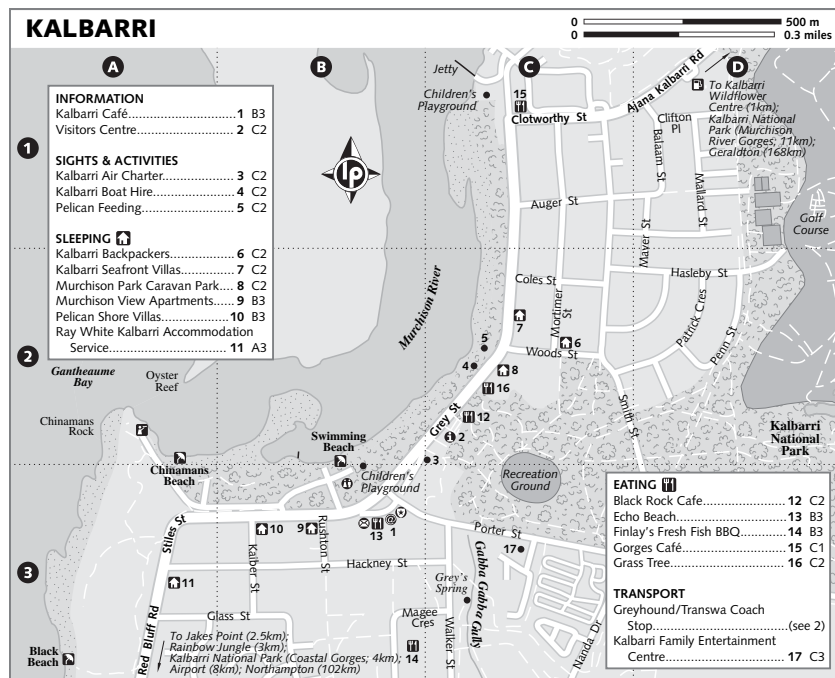 KALBARRI
0 500 m
0 0.3 miles
A
B
C
D
1
2
3
INFORMATION
Kalbarri Café..........................1 B3
Visitors Centre......................2 C2
SIGHTS & ACTIVITIES
Kalbarri Air Charter...............3 C2
Kalbarri Boat Hire..................4 C2
Pelican Feeding.....................5 C2
SLEEPING
Kalbarri Backpackers..............6 C2
Kalbarri Seafront Villas...........7 C2
Murchison Park Caravan Park....8 C2
Murchison View Apartments.....9 B3
Pelican Shore Villas...............10 B3
Ray White Kalbarri Accommodation
Service..............................11 A3
lp
Jetty
Children's
Playground
15
Clotworthy St
Ajana Kalbarri Rd
To Kalbarri
Wildflower
Centre (1km);
Kalbarri National
Park (Murchison
River Gorges; 11km);
Geraldton (168km)
Clifton
Pl
Balaam St
Mallard St
Auger St
Golf
Course
Maver St
Hasleby St
Coles St
Mortimer St
Patrick Cres
Penn St
Murchison River
7
6
Woods St
5
4
8
16
12
2
3
Grey St
Smith St
Gantheaume
Bay
Oyster
Reef
Chinamans
Rock
Chinamans
Beach
Swimming
Beach
Children's
Playground
Recreation
Ground
Kalbarri
National
Park
Stiles St
10
9
Rushton St
13
1
Porter St
17
Kaiber St
Hackney St
11
Grey's
Spring
Gabba Gabba Gully
Glass St
Magee
Cres
14
Walker St
Nanda Dr
Red Bluff Rd
Black
Beach
To Jakes Point (2.5km);
Rainbow Jungle (3km);
Kalbarri National Park (Coastal Gorges; 4km);
Airport (8km); Northampton (102km)
EATING
Black Rock Cafe....................12 C2
Echo Beach...........................13 B3
Finlay's Fresh Fish BBQ..........14 B3
Gorges Café..........................15 C1
Grass Tree............................16 C2
TRANSPORT
Greyhound/Transwa Coach
Stop..............................(see 2)
Kalbarri Family Entertainment
Centre.............................17 C3